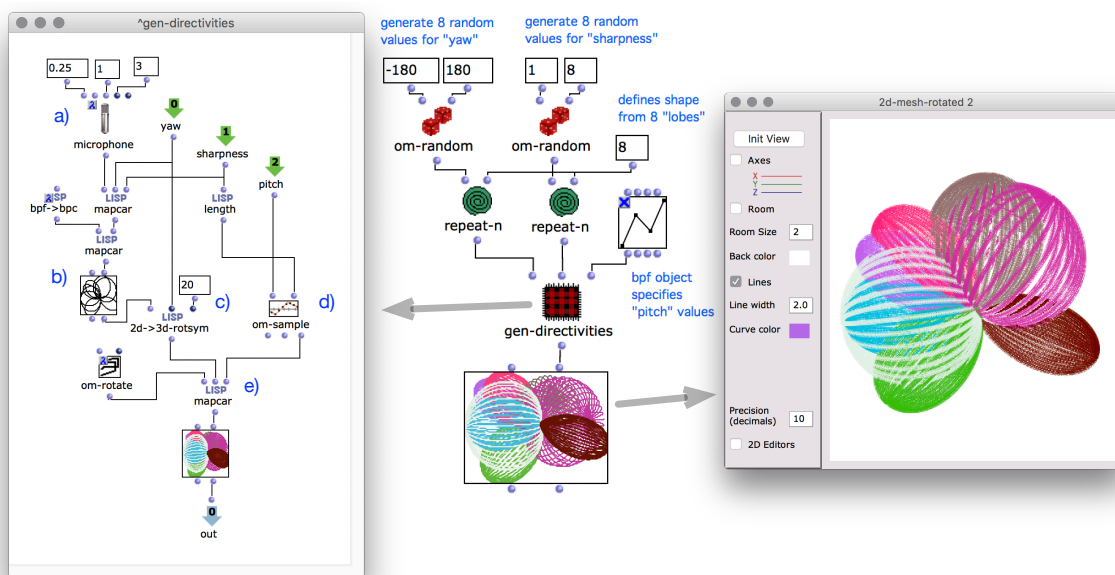 ^gen-directivities
0.25
1
3
a)
0
yaw
microphone
1
sharpness
2
pitch
LISP
bpf->bpc
LISP
mapcar
LISP
length
LISP
mapcar
b)
20
c)
LISP
2d->3d-rotsym
d)
om-sample
om-rotate
e)
LISP
mapcar
0
out
generate 8 random
values for "yaw"
generate 8 random
values for "sharpness"
-180
180
1
8
om-random
om-random
defines shape
from 8 "lobes"
8
repeat-n
repeat-n
bpf object
specifies
"pitch" values
gen-directivities
2d-mesh-rotated 2
Init View
Axes
X
Y
Z
Room
Room Size
2
Back color
Lines
Line width
2.0
Curve color
Precision
(decimals)
10
2D Editors